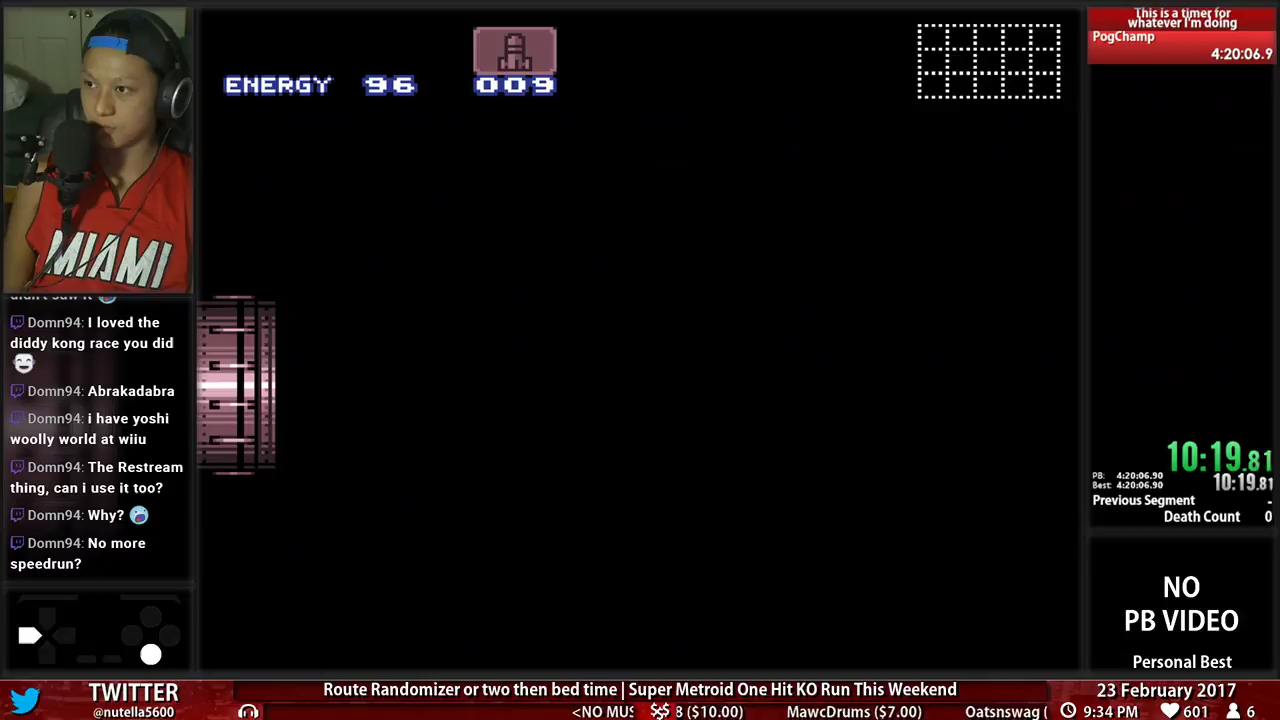 This is a timer for
whatever I'm doing
PogChamp
4:20:06.9
ENERGY 96 009
MIAMI
Domn94: I loved the
diddy kong race you did
Domn94: Abrakadabra
Domn94: i have yoshi
woolly world at wiiu
Domn94: The Restream
thing, can i use it too?
Domn94: Why?
Domn94: No more
speedrun?
10:19.81
PB: 4:20:06.90
Best: 4:20:06.90
10:19.81
Previous Segment -
Death Count 0
NO
PB VIDEO
Personal Best
TWITTER
@nutella5600
Route Randomizer or two then bed time | Super Metroid One Hit KO Run This Weekend
23 February 2017
<NO MUS
8 ($10.00)
MawcDrums ($7.00)
Oatsnswag (
9:34 PM
601
6